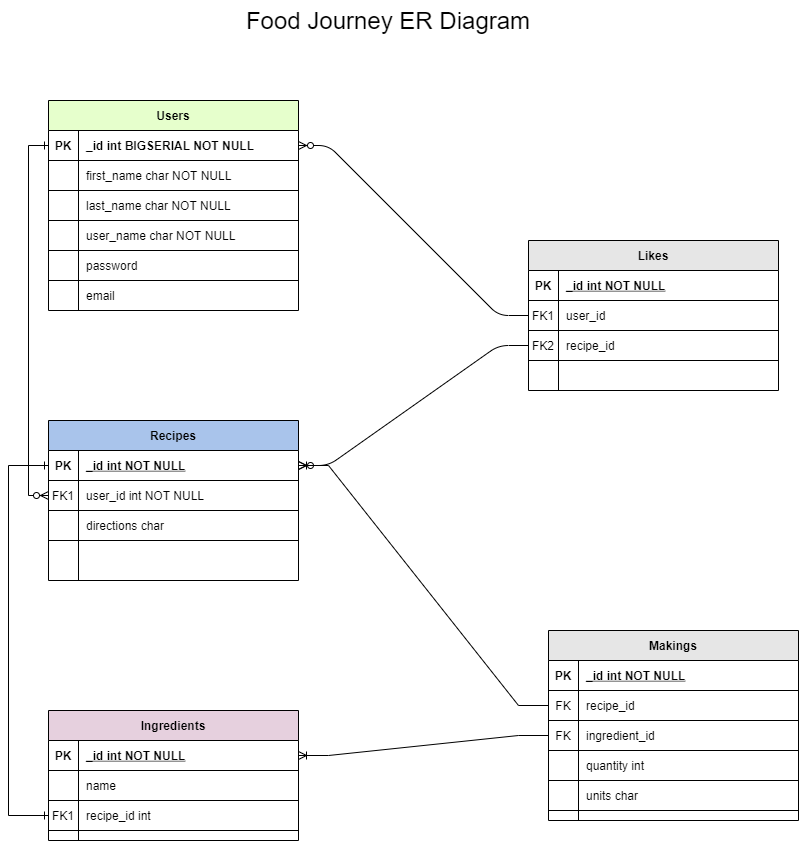 Food Journey ER Diagram
Users
PK _id int BIGSERIAL NOT NULL
first_name char NOT NULL
last_name char NOT NULL
user_name char NOT NULL
password
email
Likes
PK _id int NOT NULL
FK1 user_id
FK2 recipe_id
Recipes
PK _id int NOT NULL
FK1 user_id int NOT NULL
directions char
Makings
PK _id int NOT NULL
FK recipe_id
FK ingredient_id
quantity int
units char
Ingredients
PK _id int NOT NULL
name
FK1 recipe_id int